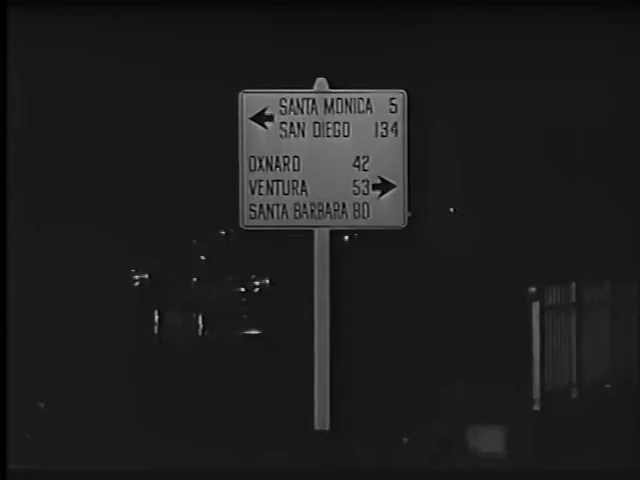 SANTA MONICA 5
SAN DIEGO 134
OXNARD 42
VENTURA 53
SANTA BARBARA 80